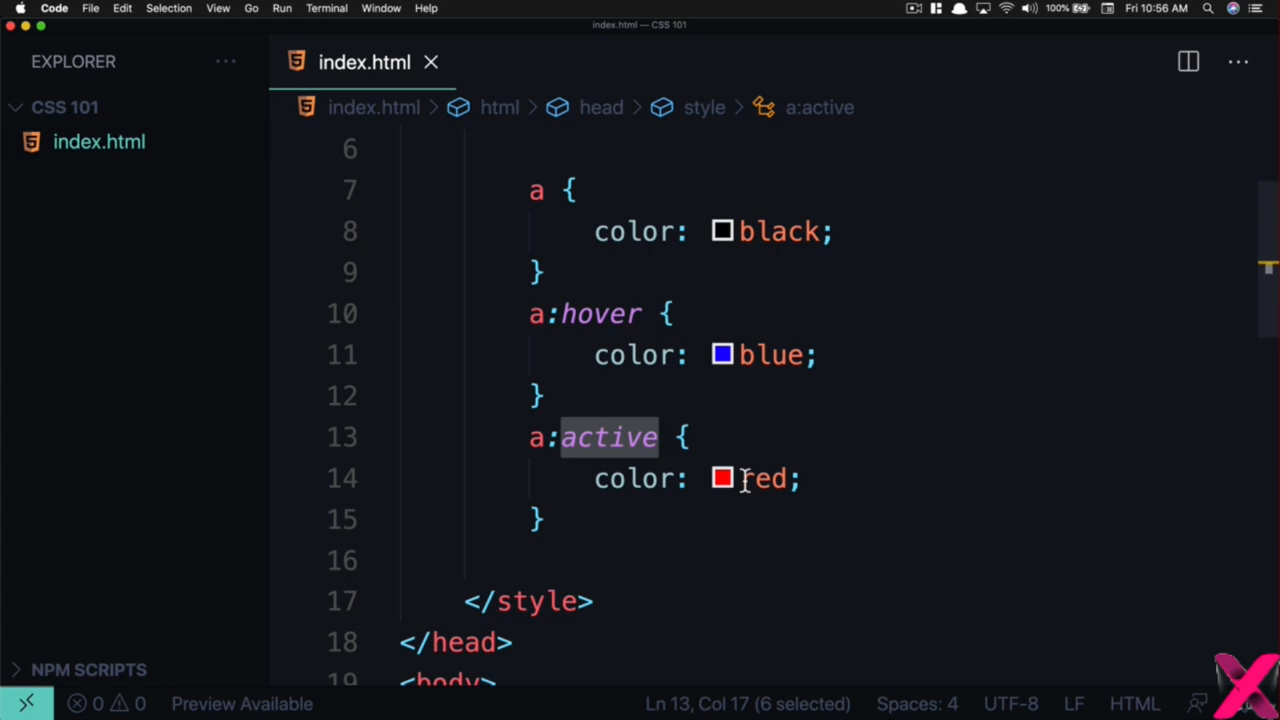 Code File Edit Selection View Go Run Terminal Window Help 100% Fri 10:56 AM
index.html — CSS 101
EXPLORER
CSS 101
index.html
NPM SCRIPTS
index.html
index.html > html > head > style > a:active
6
7 a {
8 color: black;
9 }
10 a:hover {
11 color: blue;
12 }
13 a:active {
14 color: red;
15 }
16
17 </style>
18 </head>
19 <body>
0 0 Preview Available Ln 13, Col 17 (6 selected) Spaces: 4 UTF-8 LF HTML
X